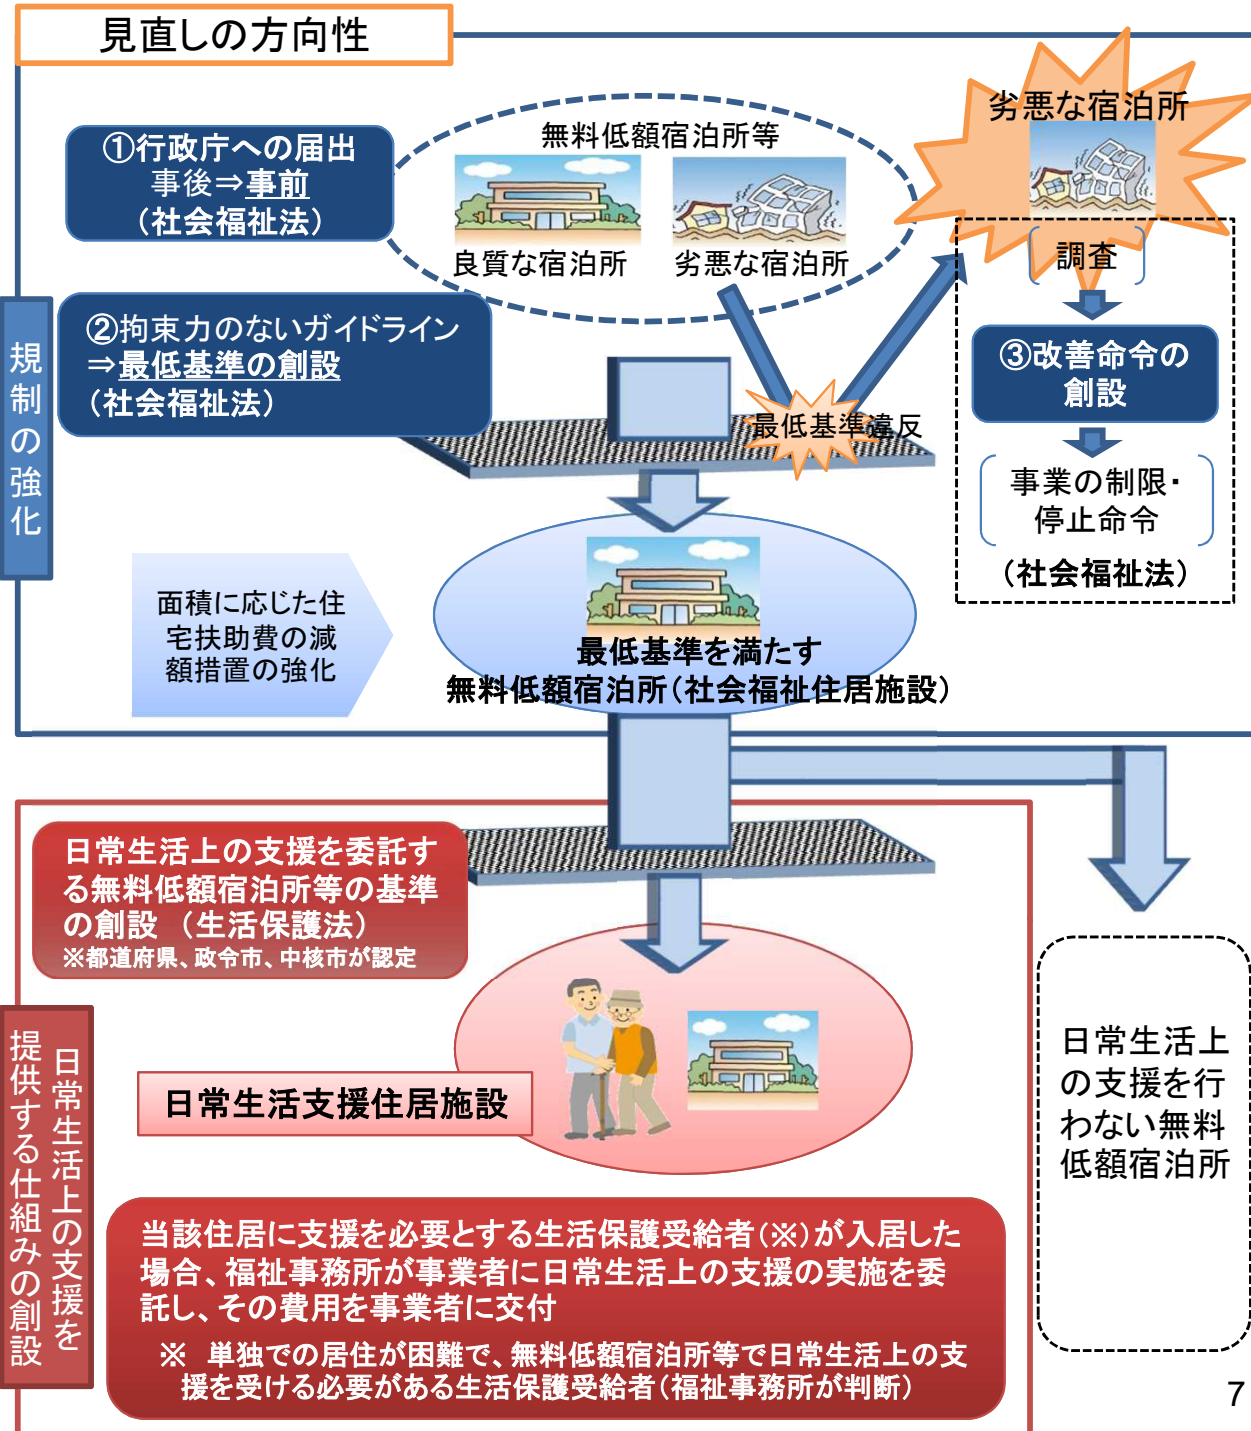 見直しの方向性
①行政庁への届出
事後⇒事前
(社会福祉法)
無料低額宿泊所等
良質な宿泊所
劣悪な宿泊所
劣悪な宿泊所
調査
③改善命令の
創設
事業の制限・
停止命令
(社会福祉法)
規制の強化
②拘束力のないガイドライン
⇒最低基準の創設
(社会福祉法)
最低基準違反
面積に応じた住
宅扶助費の減
額措置の強化
最低基準を満たす
無料低額宿泊所(社会福祉住居施設)
日常生活上の支援を委託す
る無料低額宿泊所等の基準
の創設 (生活保護法)
※都道府県、政令市、中核市が認定
日常生活上の支援を
提供する仕組みの創設
日常生活支援住居施設
日常生活上
の支援を行
わない無料
低額宿泊所
当該住居に支援を必要とする生活保護受給者(※)が入居した
場合、福祉事務所が事業者に日常生活上の支援の実施を委
託し、その費用を事業者に交付
※ 単独での居住が困難で、無料低額宿泊所等で日常生活上の支
援を受ける必要がある生活保護受給者(福祉事務所が判断)
7